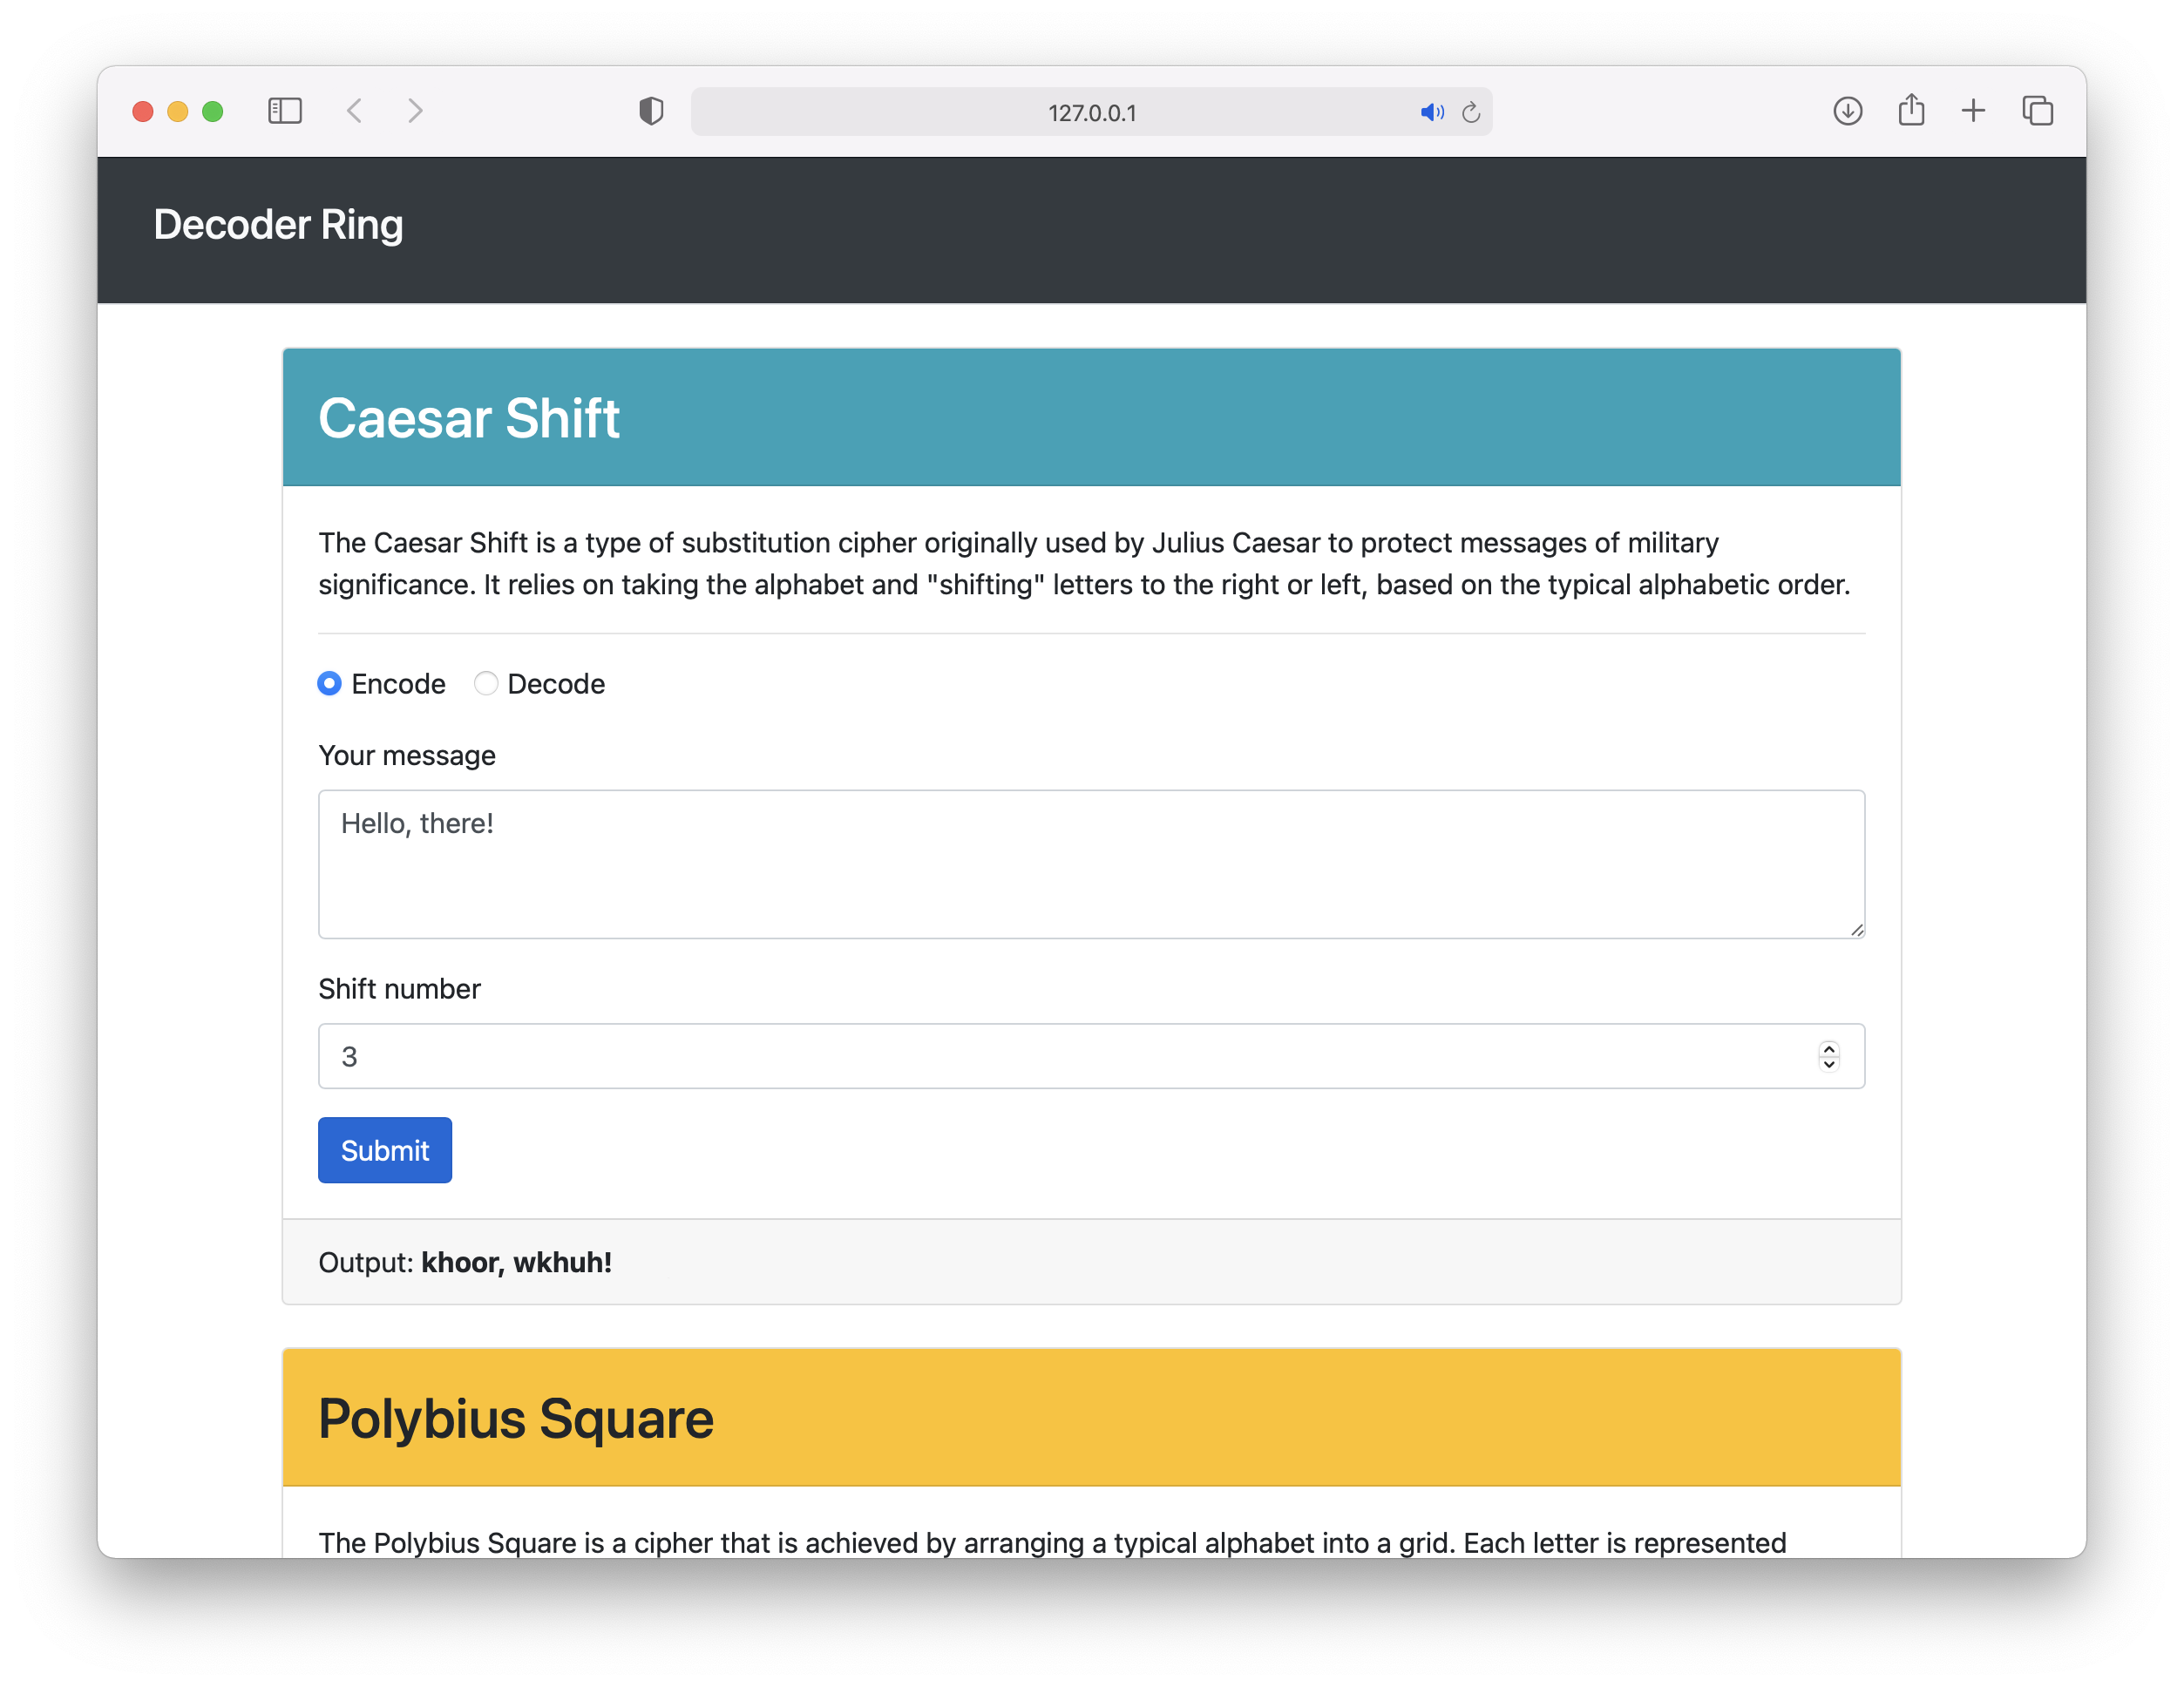 127.0.0.1
Decoder Ring
Caesar Shift
The Caesar Shift is a type of substitution cipher originally used by Julius Caesar to protect messages of military
significance. It relies on taking the alphabet and "shifting" letters to the right or left, based on the typical alphabetic order.
Encode Decode
Your message
Hello, there!
Shift number
3
Submit
Output: khoor, wkhuh!
Polybius Square
The Polybius Square is a cipher that is achieved by arranging a typical alphabet into a grid. Each letter is represented